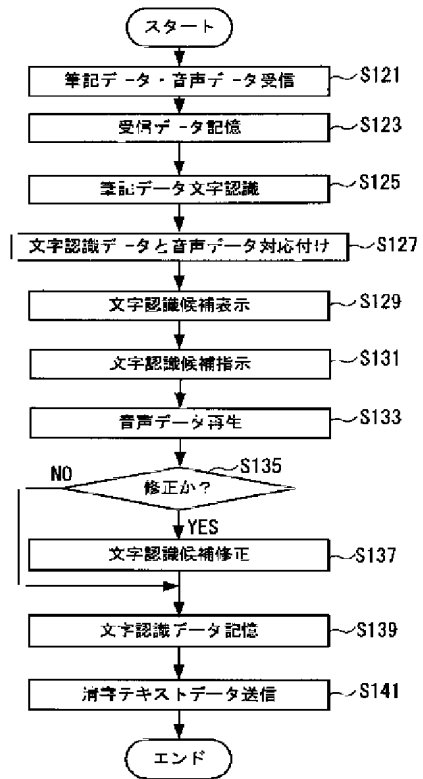 スタート
筆記データ・音声データ受信
S121
受信データ記憶
S123
筆記データ文字認識
S125
文字認識データと音声データ対応付け
S127
文字認識候補表示
S129
文字認識候補指示
S131
音声データ再生
S133
S135
NO
修正か?
YES
文字認識候補修正
S137
文字認識データ記憶
S139
清書テキストデータ送信
S141
エンド